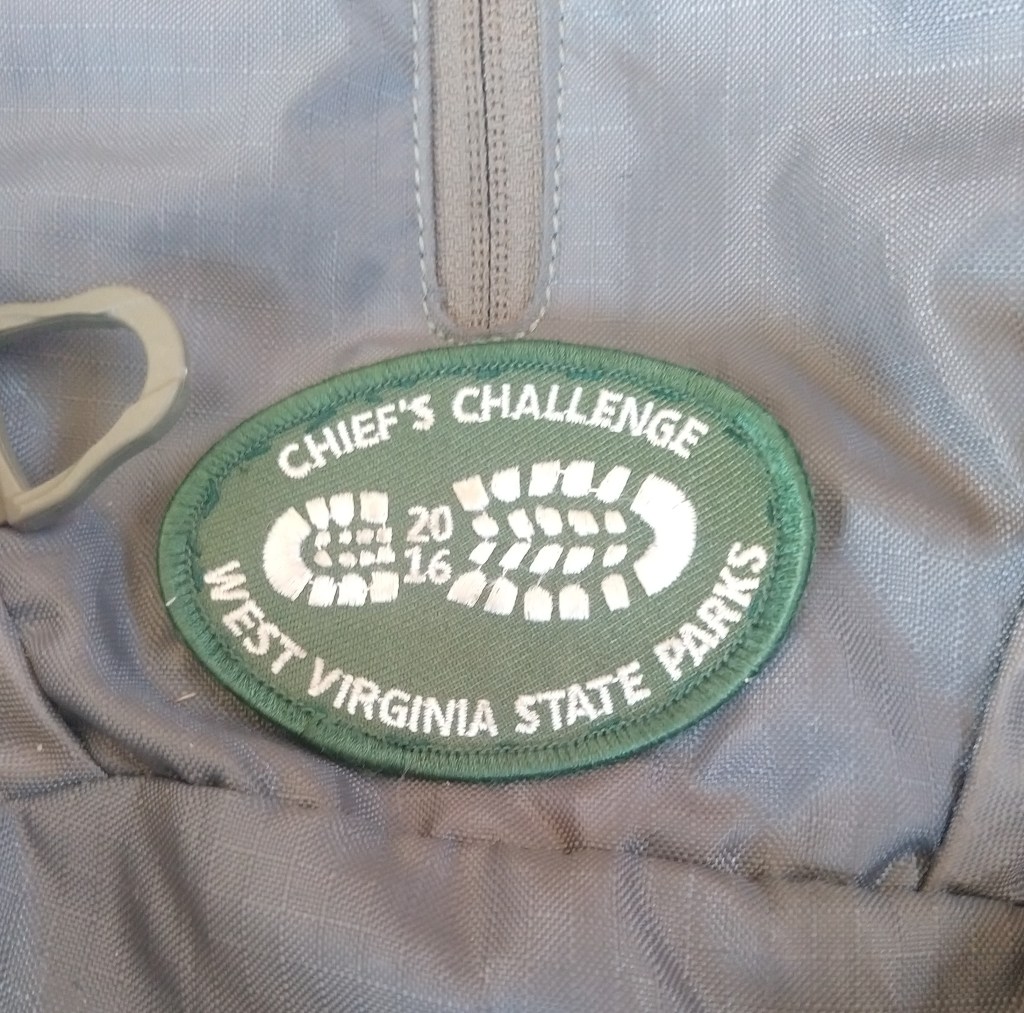 CHIEF'S CHALLENGE
20
16
WEST VIRGINIA STATE PARKS